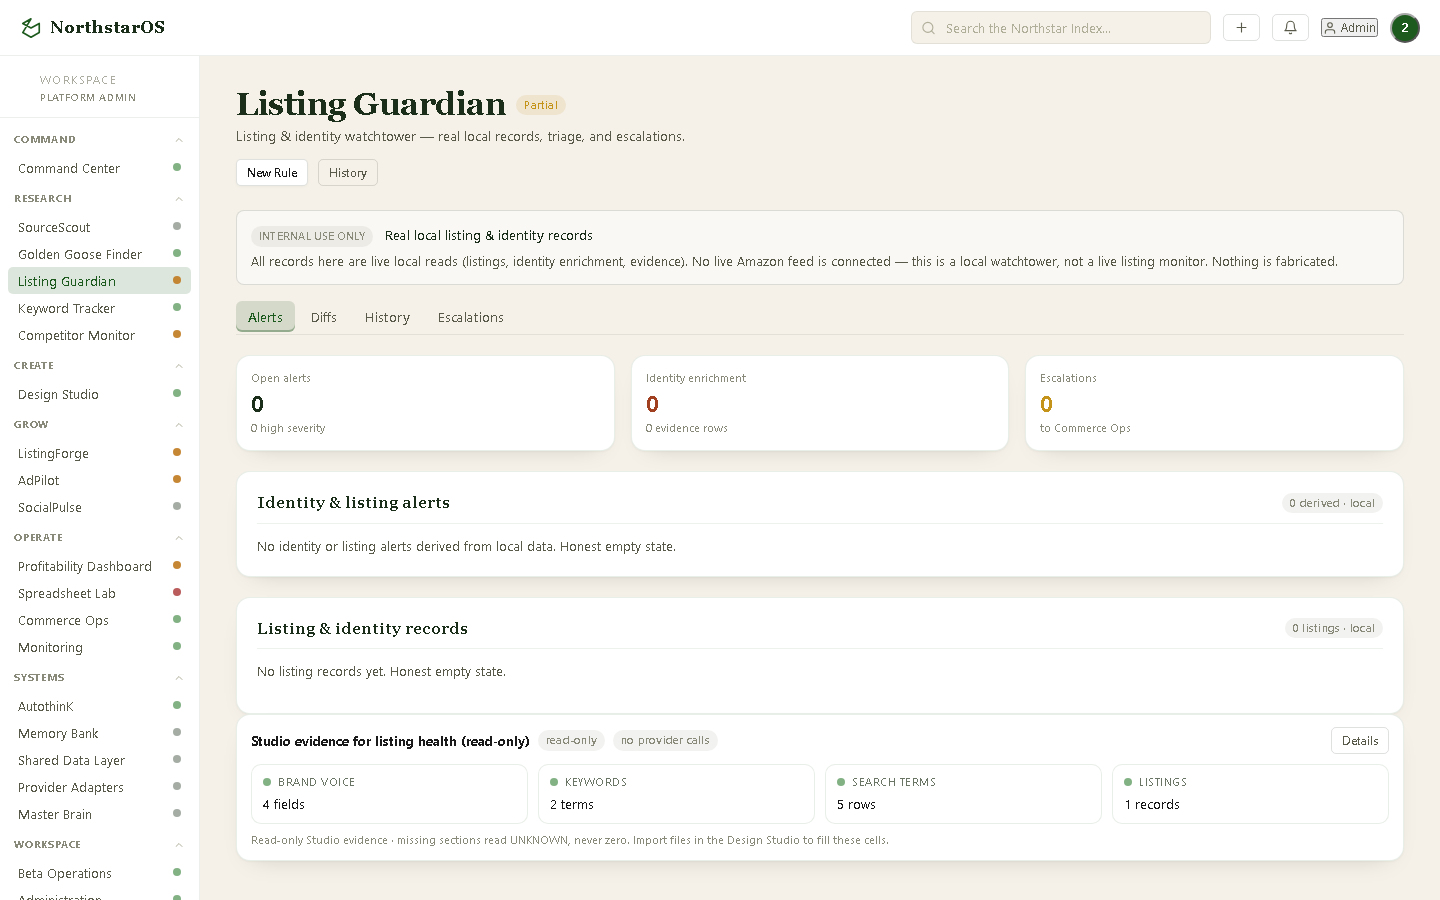 NorthstarOS
Search the Northstar Index...
Admin
2
WORKSPACE
PLATFORM ADMIN
COMMAND
Command Center
RESEARCH
SourceScout
Golden Goose Finder
Listing Guardian
Keyword Tracker
Competitor Monitor
CREATE
Design Studio
GROW
ListingForge
AdPilot
SocialPulse
OPERATE
Profitability Dashboard
Spreadsheet Lab
Commerce Ops
Monitoring
SYSTEMS
AutothinK
Memory Bank
Shared Data Layer
Provider Adapters
Master Brain
WORKSPACE
Beta Operations
Administration
Listing Guardian Partial
Listing & identity watchtower — real local records, triage, and escalations.
New Rule History
INTERNAL USE ONLY Real local listing & identity records
All records here are live local reads (listings, identity enrichment, evidence). No live Amazon feed is connected — this is a local watchtower, not a live listing monitor. Nothing is fabricated.
Alerts Diffs History Escalations
Open alerts
0
0 high severity
Identity enrichment
0
0 evidence rows
Escalations
0
to Commerce Ops
Identity & listing alerts 0 derived · local
No identity or listing alerts derived from local data. Honest empty state.
Listing & identity records 0 listings · local
No listing records yet. Honest empty state.
Studio evidence for listing health (read-only) read-only no provider calls Details
BRAND VOICE
4 fields
KEYWORDS
2 terms
SEARCH TERMS
5 rows
LISTINGS
1 records
Read-only Studio evidence · missing sections read UNKNOWN, never zero. Import files in the Design Studio to fill these cells.